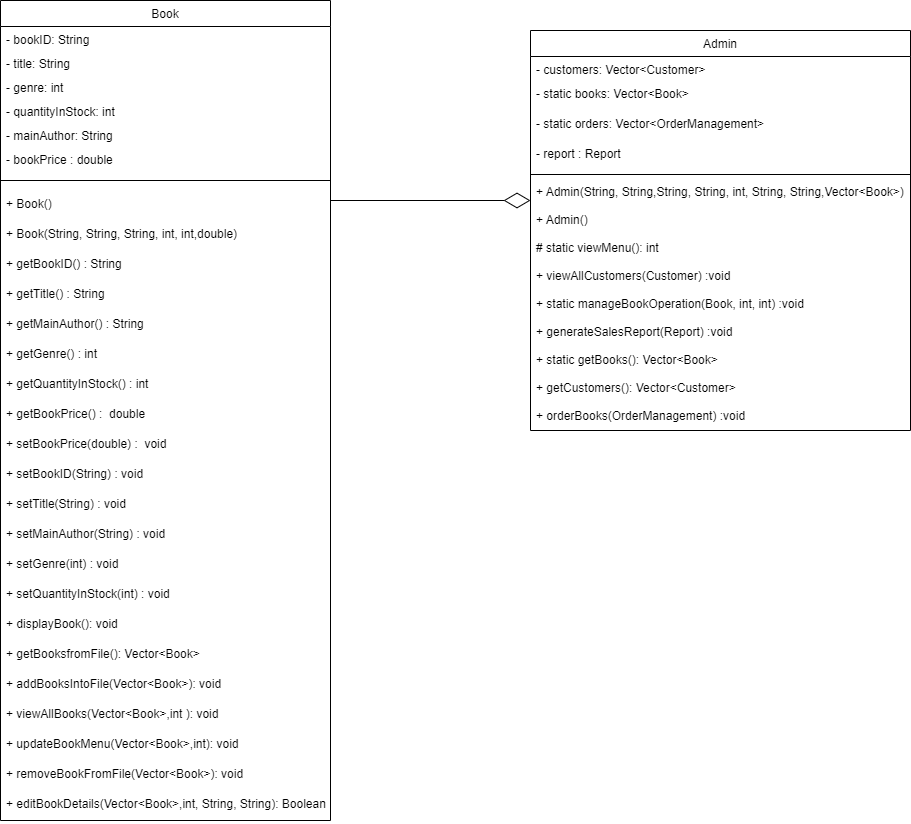 Book
- bookID: String
- title: String
- genre: int
- quantityInStock: int
- mainAuthor: String
- bookPrice : double
+ Book()
+ Book(String, String, String, int, int,double)
+ getBookID() : String
+ getTitle() : String
+ getMainAuthor() : String
+ getGenre() : int
+ getQuantityInStock() : int
+ getBookPrice() :  double
+ setBookPrice(double) :  void
+ setBookID(String) : void
+ setTitle(String) : void
+ setMainAuthor(String) : void
+ setGenre(int) : void
+ setQuantityInStock(int) : void
+ displayBook(): void
+ getBooksfromFile(): Vector<Book>
+ addBooksIntoFile(Vector<Book>): void
+ viewAllBooks(Vector<Book>,int ): void
+ updateBookMenu(Vector<Book>,int): void
+ removeBookFromFile(Vector<Book>): void
+ editBookDetails(Vector<Book>,int, String, String): Boolean
Admin
- customers: Vector<Customer>
- static books: Vector<Book>
- static orders: Vector<OrderManagement>
- report : Report
+ Admin(String, String,String, String, int, String, String,Vector<Book>)
+ Admin()
# static viewMenu(): int
+ viewAllCustomers(Customer) :void
+ static manageBookOperation(Book, int, int) :void
+ generateSalesReport(Report) :void
+ static getBooks(): Vector<Book>
+ getCustomers(): Vector<Customer>
+ orderBooks(OrderManagement) :void